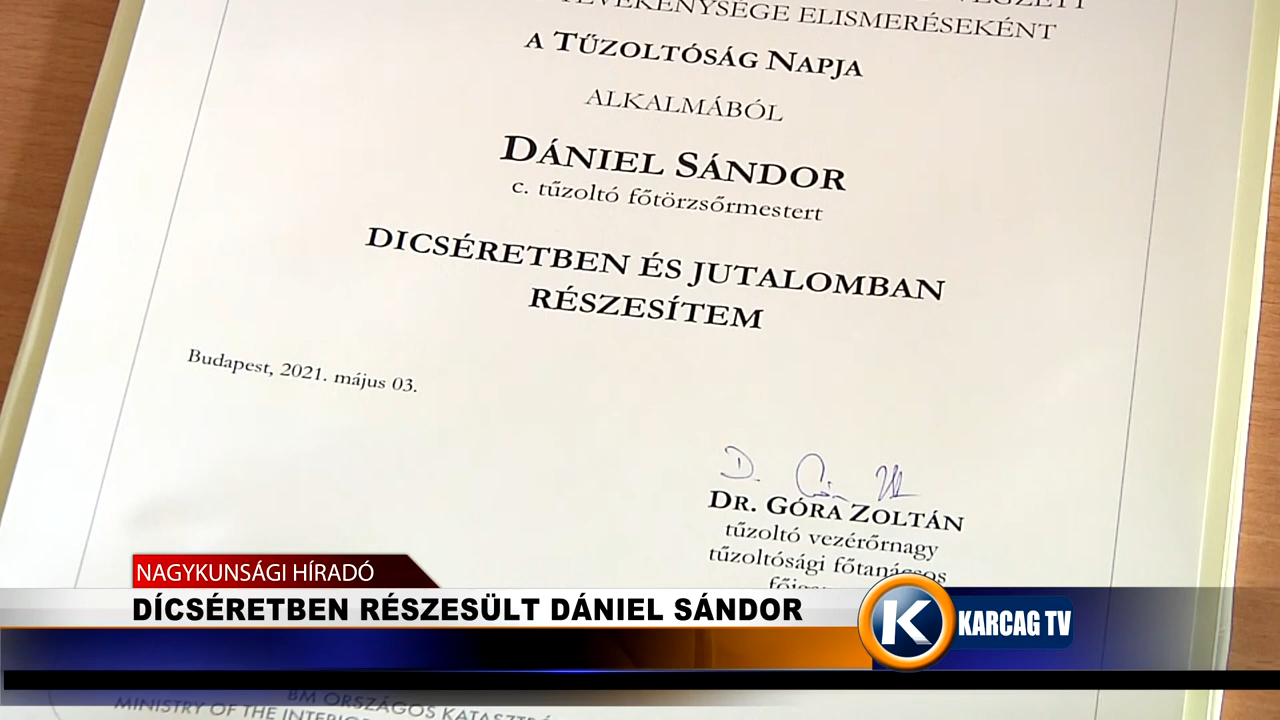 TEVÉKENYSÉGE ELISMERÉSEKÉNT
A TŰZOLTÓSÁG NAPJA
ALKALMÁBÓL
DÁNIEL SÁNDOR
c. tűzoltó főtörzsőrmestert
DICSÉRETBEN ÉS JUTALOMBAN
RÉSZESÍTEM
Budapest, 2021. május 03.
DR. GÓRA ZOLTÁN
tűzoltó vezérőrnagy
tűzoltósági főtanácsos
NAGYKUNSÁGI HÍRADÓ
DÍCSÉRETBEN RÉSZESÜLT DÁNIEL SÁNDOR
K KARCAG TV
BM ORSZÁGOS
MINISTRY OF THE INTERIOR